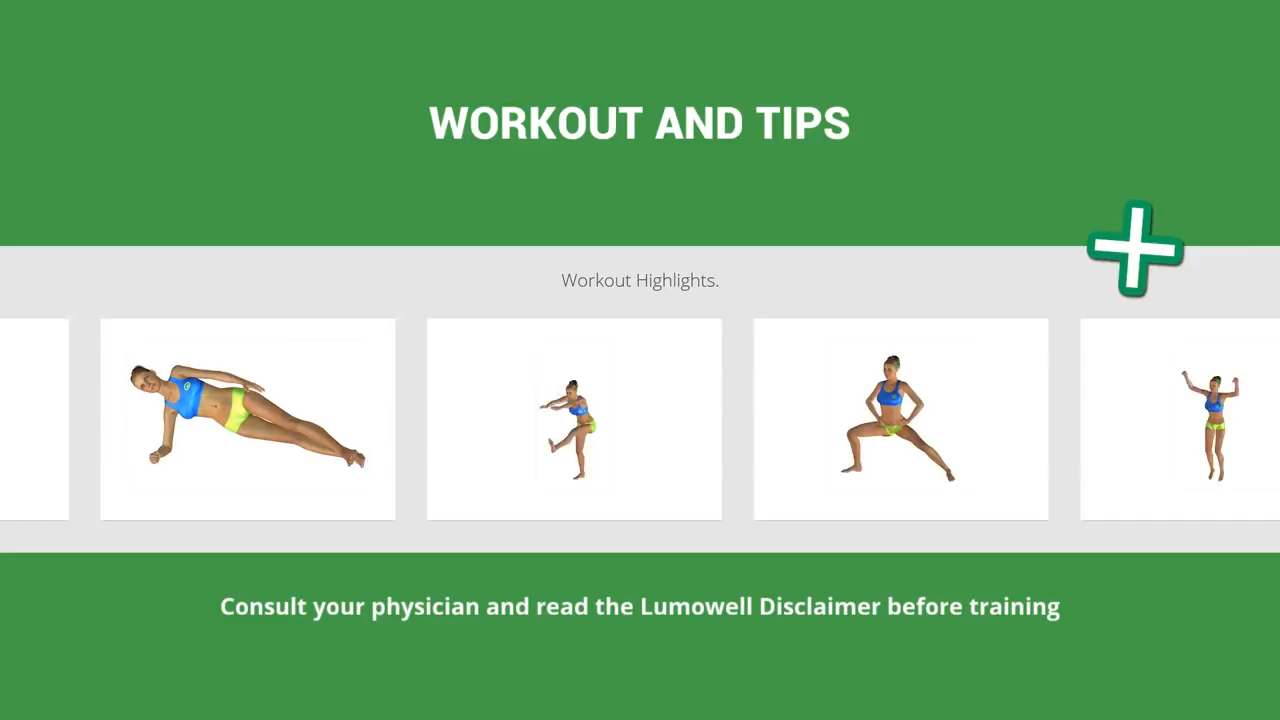 WORKOUT AND TIPS
Workout Highlights.
Consult your physician and read the Lumowell Disclaimer before training